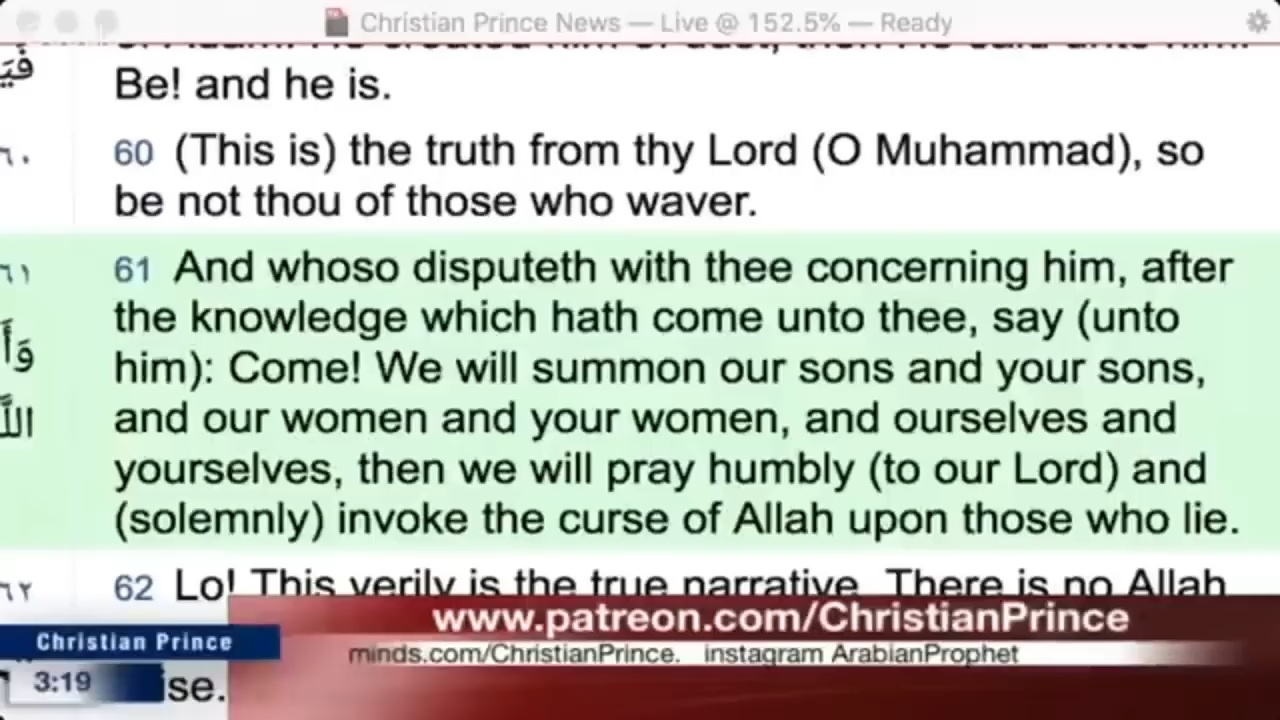 Christian Prince News — Live @ 152.5% — Ready
Be! and he is.
60 (This is) the truth from thy Lord (O Muhammad), so
٦٠
be not thou of those who waver.
61 And whoso disputeth with thee concerning him, after
٦١
the knowledge which hath come unto thee, say (unto
him): Come! We will summon our sons and your sons,
and our women and your women, and ourselves and
yourselves, then we will pray humbly (to our Lord) and
(solemnly) invoke the curse of Allah upon those who lie.
62 Lo! This verily is the true narrative. There is no Allah
٦٢
www.patreon.com/ChristianPrince
Christian Prince
minds.com/ChristianPrince. instagram ArabianProphet
3:19